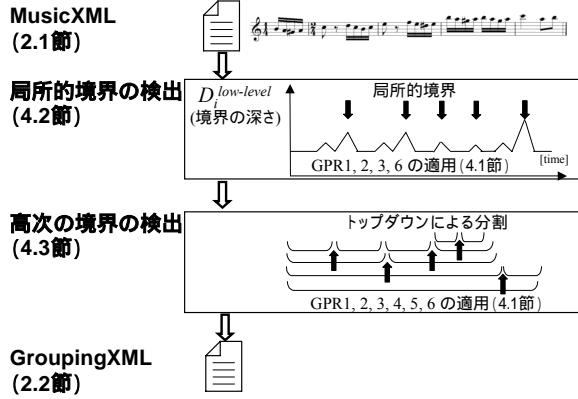 MusicXML
(2.1節)
局所的境界の検出
(4.2節)
D_i^low-level
(境界の深さ)
局所的境界
[time]
GPR1, 2, 3, 6 の適用(4.1節)
高次の境界の検出
(4.3節)
トップダウンによる分割
GPR1, 2, 3, 4, 5, 6 の適用(4.1節)
GroupingXML
(2.2節)